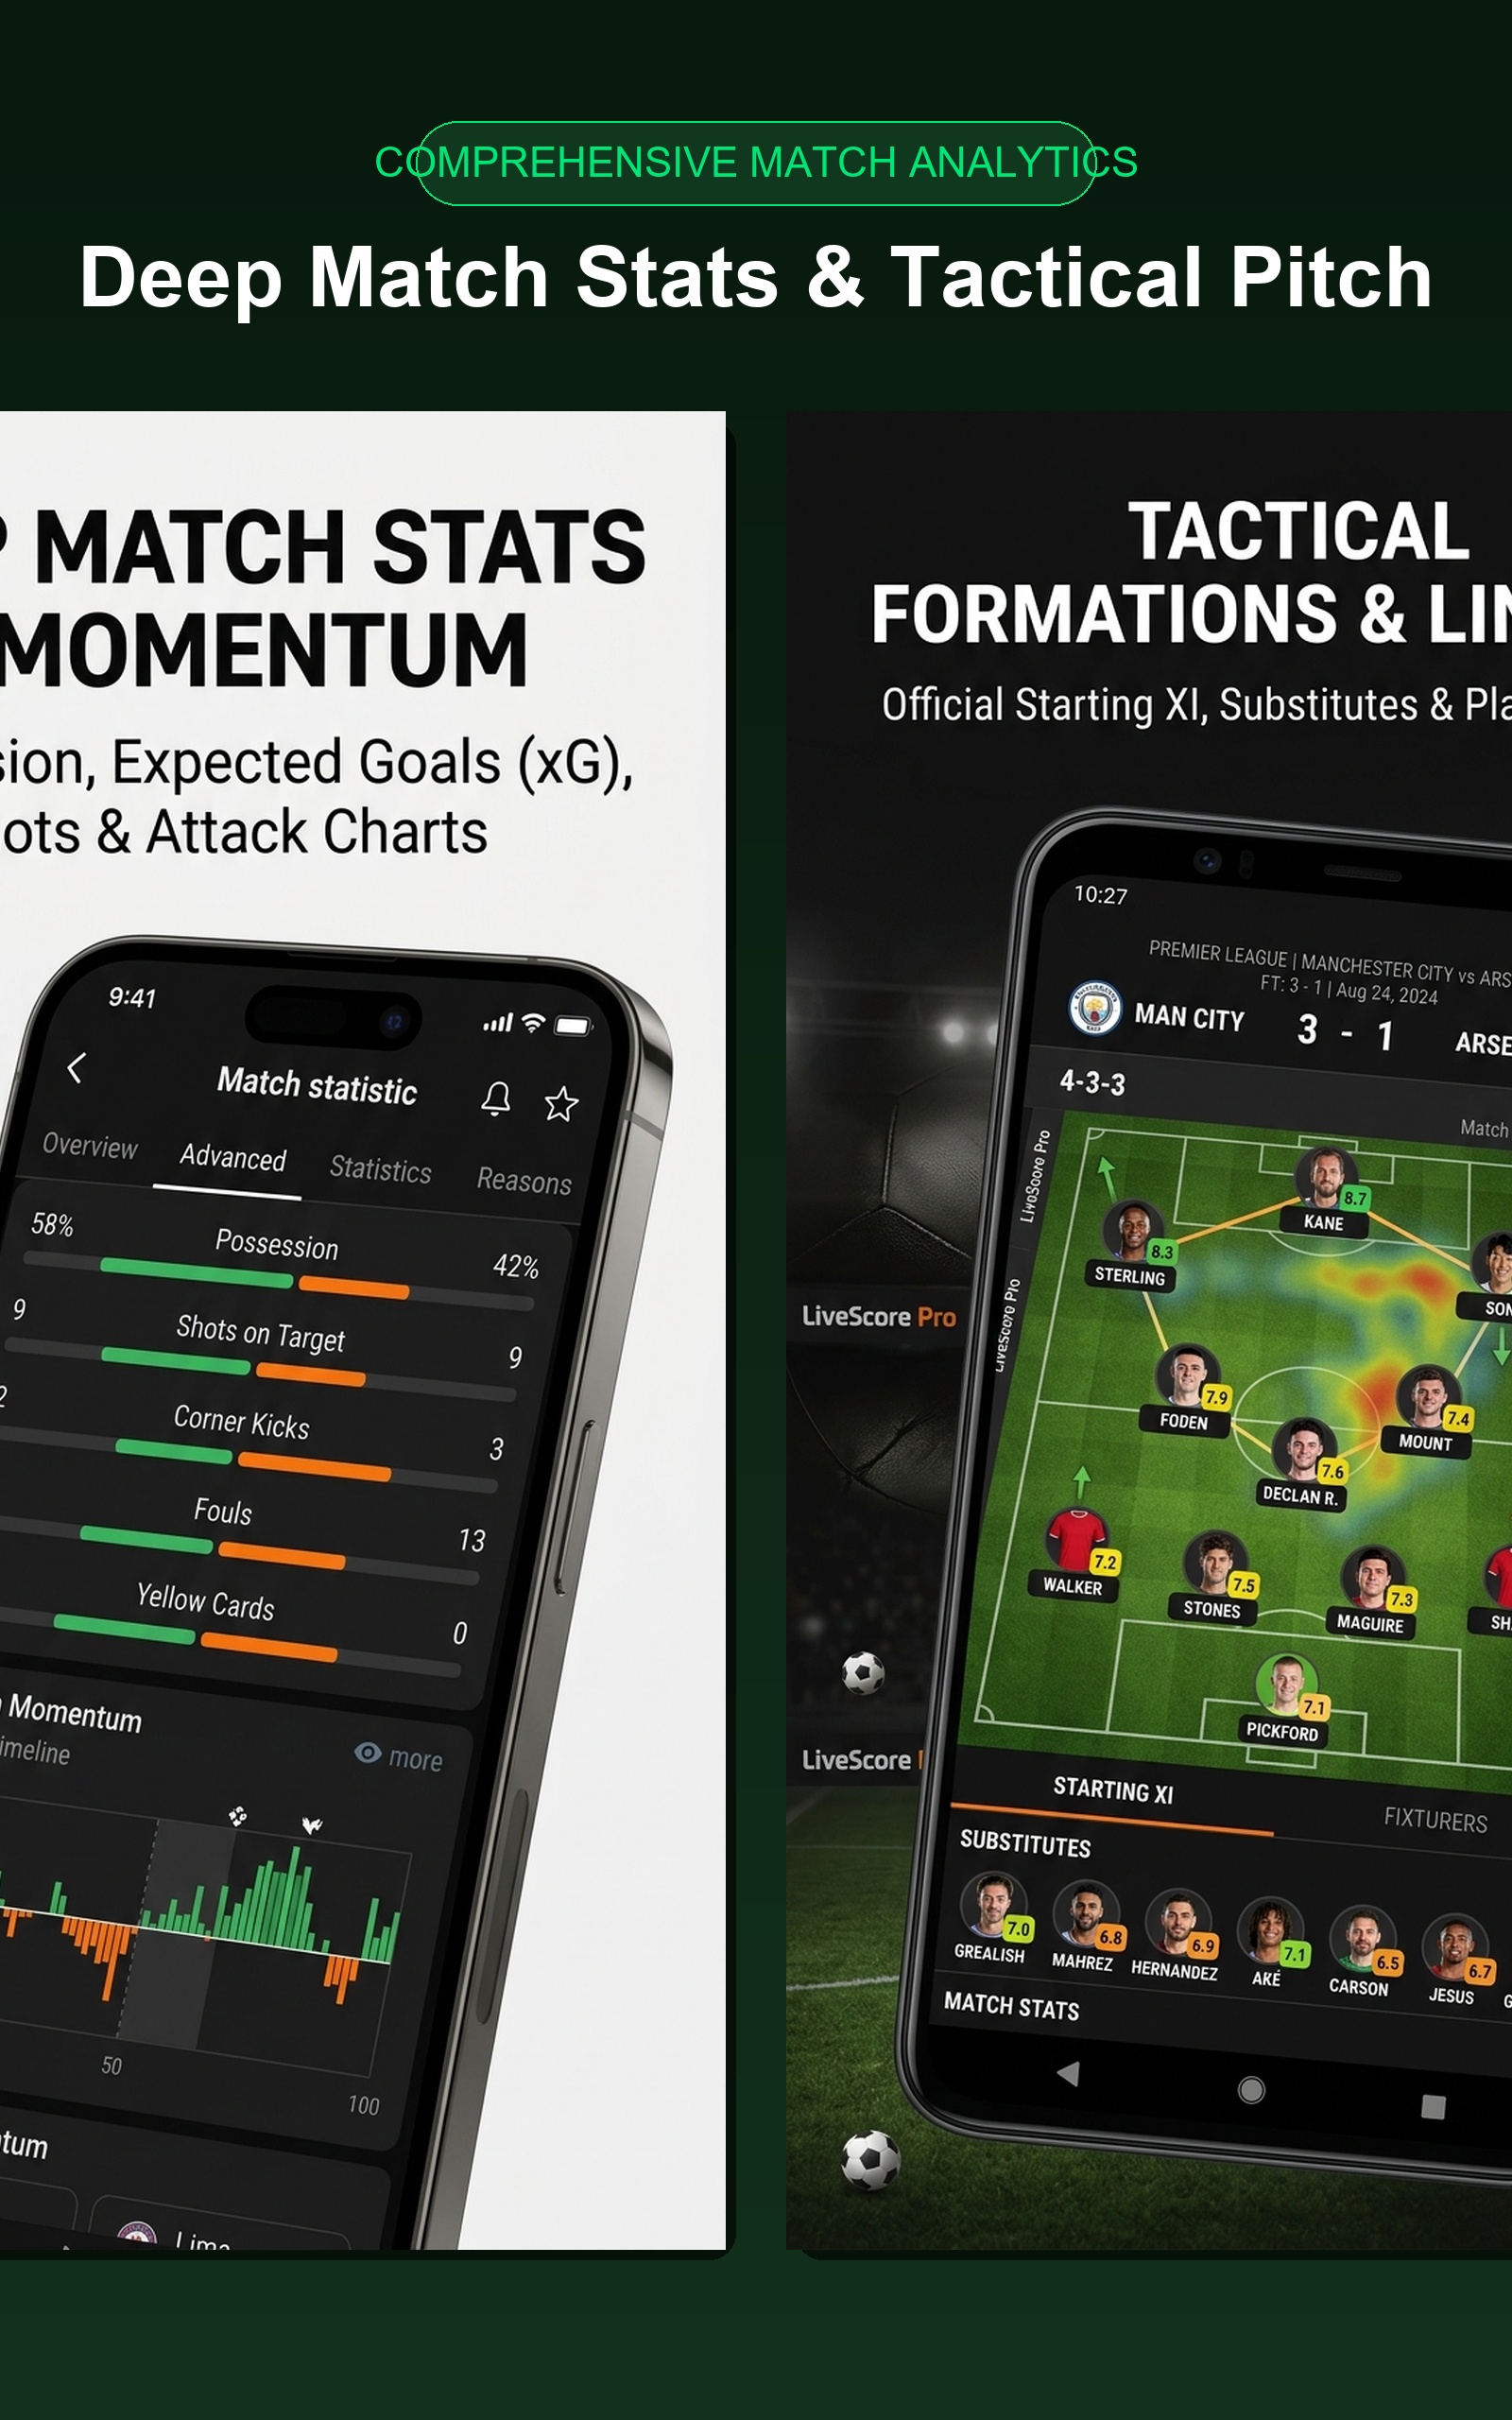 COMPREHENSIVE MATCH ANALYTICS
Deep Match Stats & Tactical Pitch
P MATCH STATS
MOMENTUM
sion, Expected Goals (xG),
ots & Attack Charts
9:41
Match statistic
Overview Advanced Statistics Reasons
58% Possession 42%
9 Shots on Target 9
2 Corner Kicks 3
Fouls 13
Yellow Cards 0
Momentum
imeline
more
50
100
ntum
Lima
TACTICAL
FORMATIONS & LIN
Official Starting XI, Substitutes & Pla
10:27
PREMIER LEAGUE | MANCHESTER CITY vs ARS
FT: 3 - 1 | Aug 24, 2024
MAN CITY 3 - 1 ARSE
4-3-3
Match
LiveScore Pro
LiveScore Pro
LiveScore Pro
LiveScore
8.7
KANE
8.3
STERLING
SON
7.9
FODEN
7.4
MOUNT
7.6
DECLAN R.
7.2
WALKER
7.5
STONES
7.3
MAGUIRE
SH
7.1
PICKFORD
STARTING XI
FIXTURERS
SUBSTITUTES
7.0 6.8 6.9 7.1 6.5 6.7
GREALISH MAHREZ HERNANDEZ AKÉ CARSON JESUS G
MATCH STATS